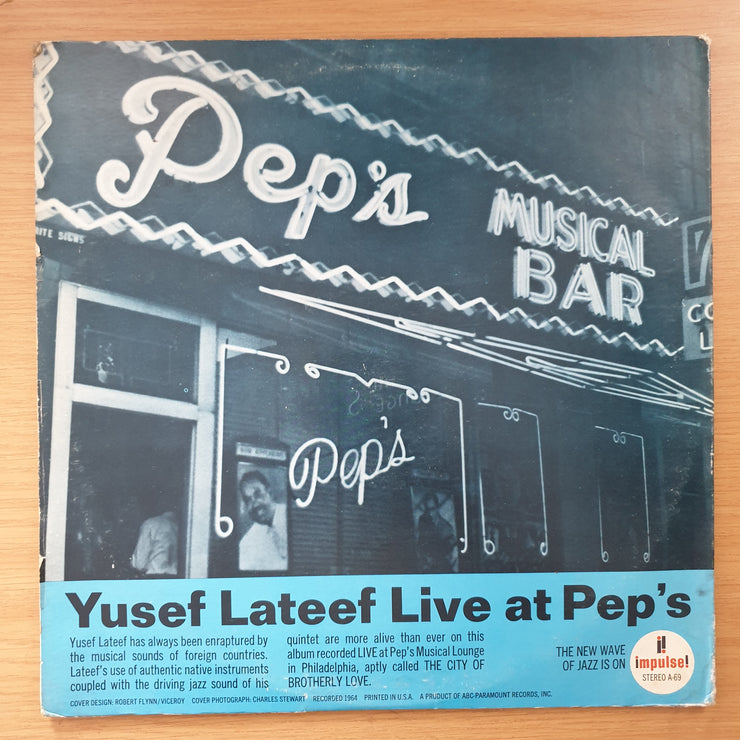 Pep's
MUSICAL
BAR
RITE SIGNS
Pep's
NOW APPEARING
Yusef Lateef Live at Pep's
Yusef Lateef has always been enraptured by
the musical sounds of foreign countries.
Lateef's use of authentic native instruments
coupled with the driving jazz sound of his
quintet are more alive than ever on this
album recorded LIVE at Pep's Musical Lounge
in Philadelphia, aptly called THE CITY OF
BROTHERLY LOVE.
THE NEW WAVE
OF JAZZ IS ON
impulse!
STEREO A-69
COVER DESIGN: ROBERT FLYNN/VICEROY COVER PHOTOGRAPH: CHARLES STEWART RECORDED 1964 PRINTED IN U.S.A. A PRODUCT OF ABC-PARAMOUNT RECORDS, INC.